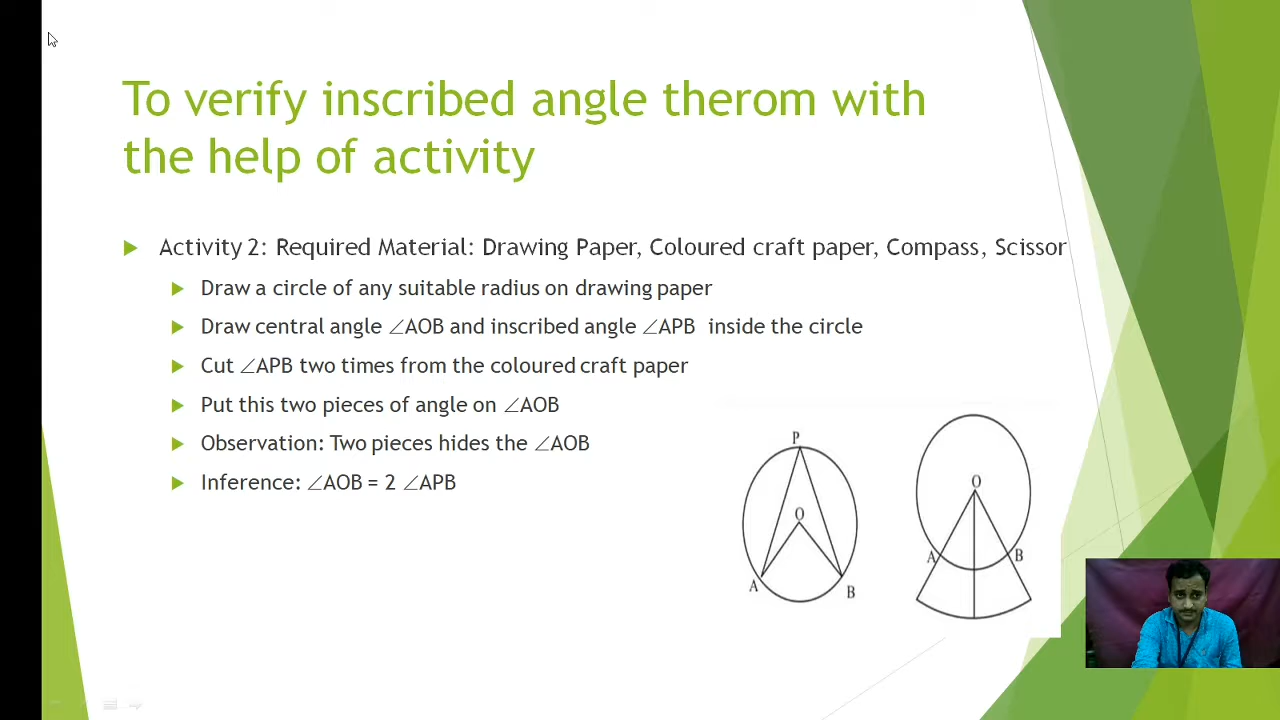 To verify inscribed angle therom with
the help of activity
Activity 2: Required Material: Drawing Paper, Coloured craft paper, Compass, Scissor
Draw a circle of any suitable radius on drawing paper
Draw central angle ∠AOB and inscribed angle ∠APB inside the circle
Cut ∠APB two times from the coloured craft paper
Put this two pieces of angle on ∠AOB
Observation: Two pieces hides the ∠AOB
Inference: ∠AOB = 2 ∠APB
P
O
A
B
O
A
B